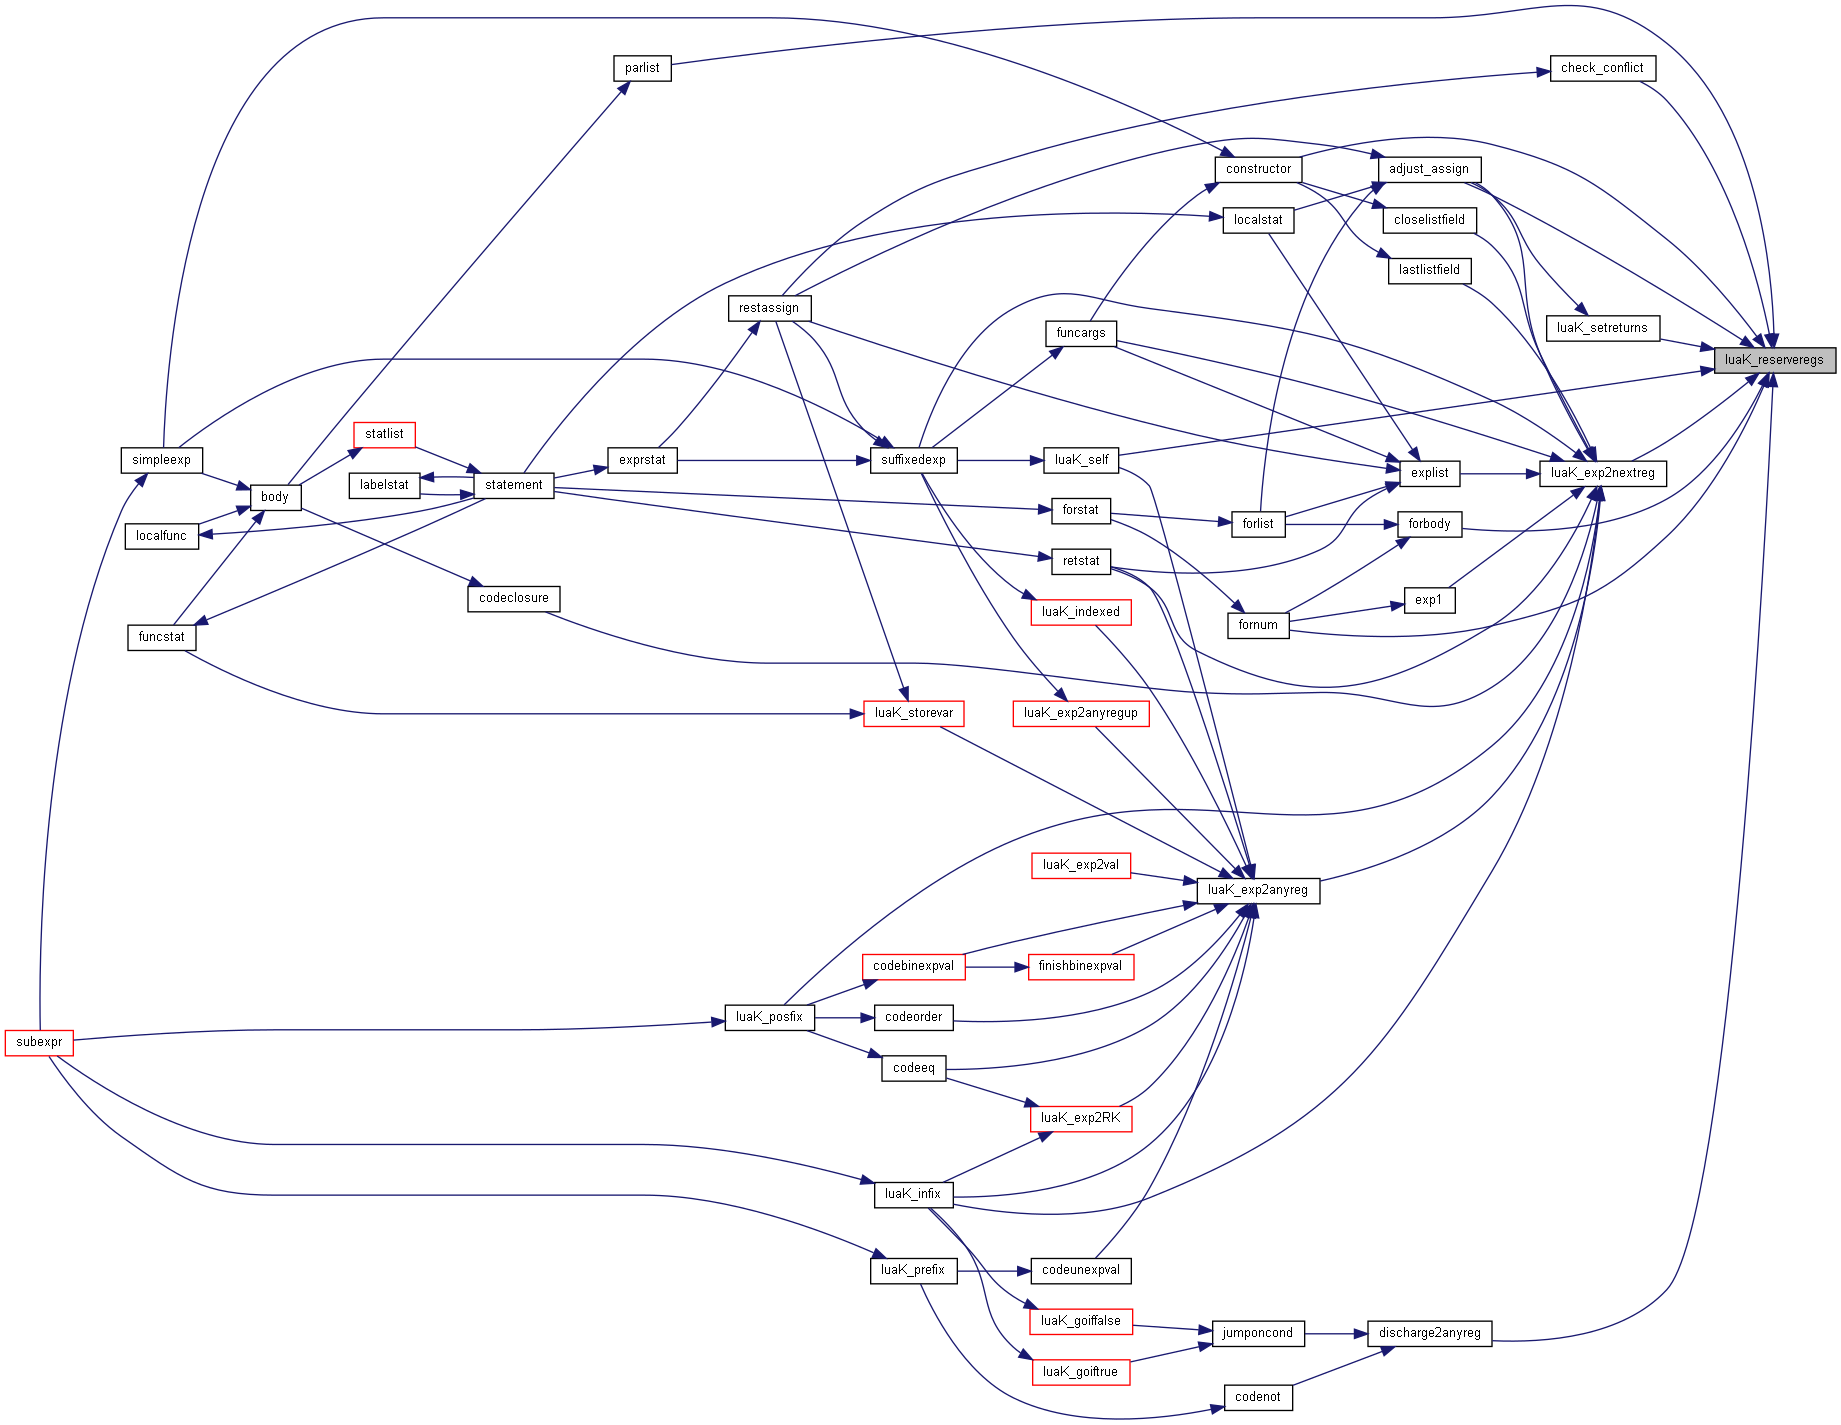 parlist
check_conflict
constructor
adjust_assign
localstat
closelistfield
lastlistfield
restassign
funcargs
luaK_setreturns
luaK_reserveregs
statlist
simpleexp
exprstat
suffixedexp
luaK_self
explist
luaK_exp2nextreg
labelstat
statement
body
localfunc
forstat
forlist
forbody
retstat
codeclosure
luaK_indexed
exp1
funcstat
fornum
luaK_storevar
luaK_exp2anyregup
luaK_exp2val
luaK_exp2anyreg
codebinexpval
finishbinexpval
luaK_posfix
codeorder
subexpr
codeeq
luaK_exp2RK
luaK_infix
luaK_prefix
codeunexpval
luaK_goiffalse
jumponcond
discharge2anyreg
luaK_goiftrue
codenot